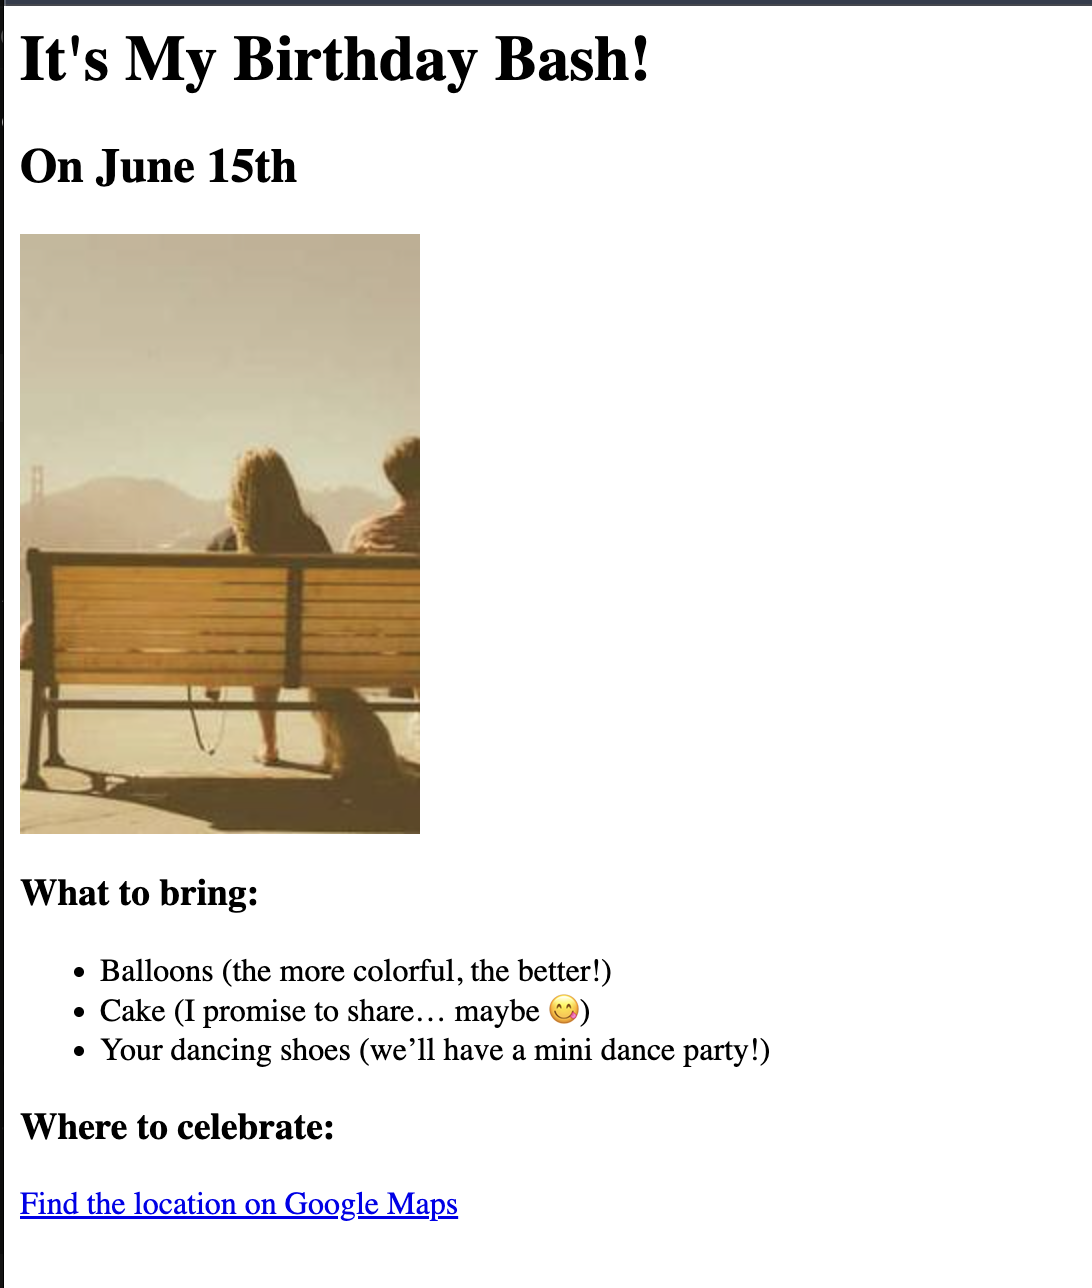 It's My Birthday Bash!
On June 15th
What to bring:
Balloons (the more colorful, the better!)
Cake (I promise to share… maybe 😋)
Your dancing shoes (we’ll have a mini dance party!)
Where to celebrate:
Find the location on Google Maps